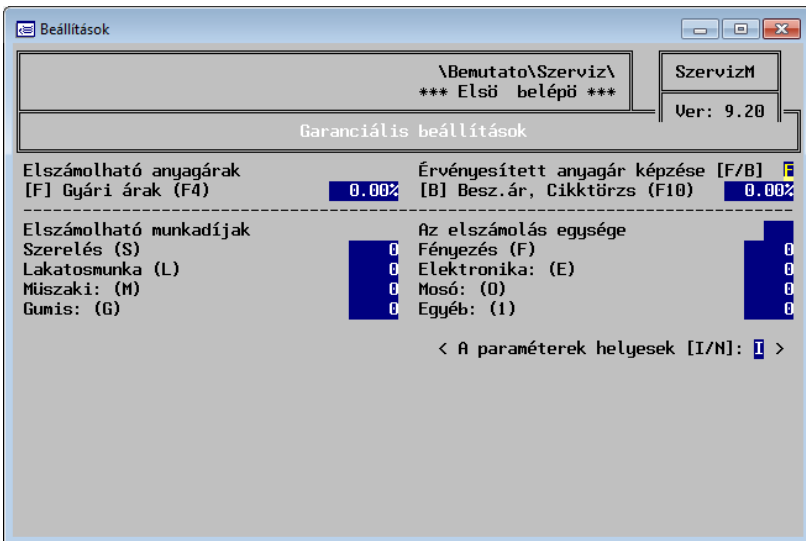 Beállítások
\Bemutato\Szerviz\ SzervizM
*** Elsö belépö ***
Ver: 9.20
Garanciális beállítások
Elszámolható anyagárak Érvényesített anyagár képzése [F/B] F
[F] Gyári árak (F4) 0.00% [B] Besz.ár, Cikktörzs (F10) 0.00%
Elszámolható munkadíjak Az elszámolás egysége
Szerelés (S) 0 Fényezés (F) 0
Lakatosmunka (L) 0 Elektronika: (E) 0
Müszaki: (M) 0 Mosó: (O) 0
Gumis: (G) 0 Egyéb: (1) 0
< A paraméterek helyesek [I/N]: I >